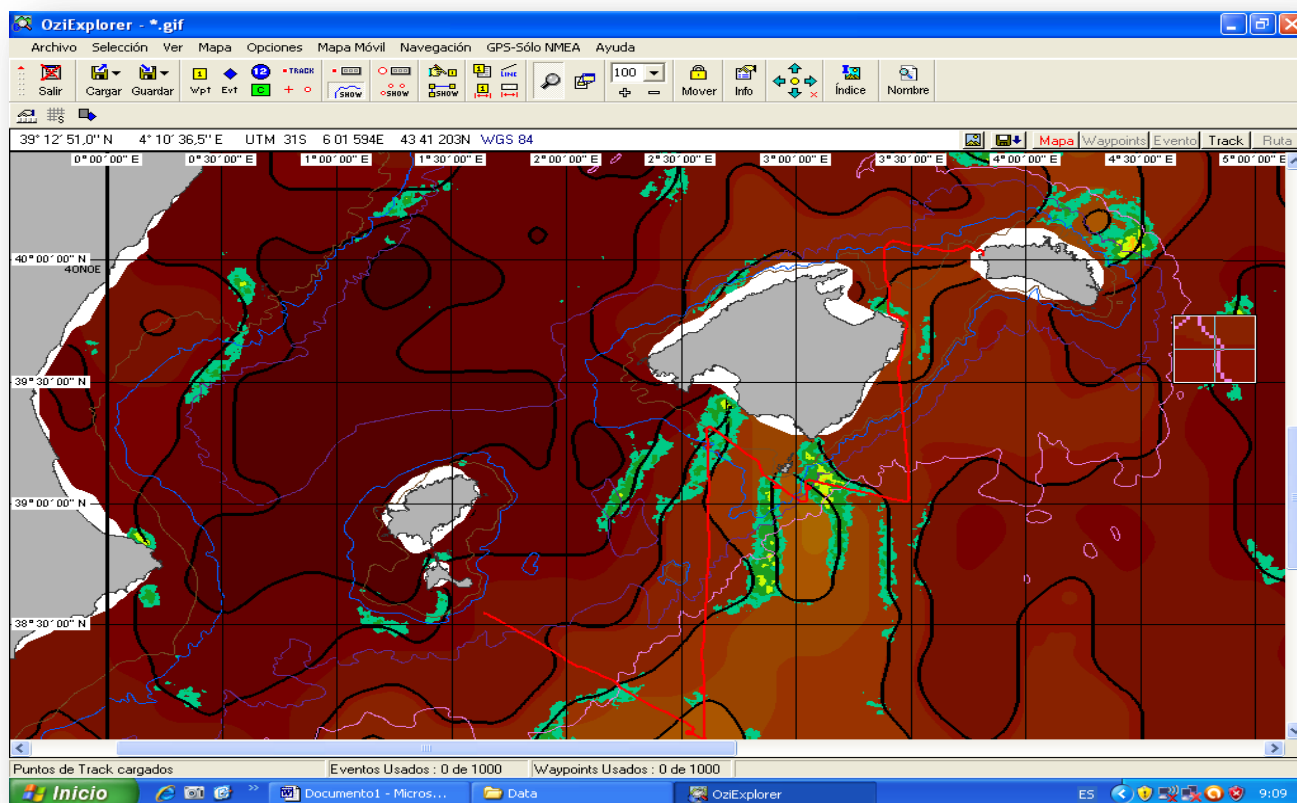 OziExplorer - *.gif
Archivo Selección Ver Mapa Opciones Mapa Móvil Navegación GPS-Sólo NMEA Ayuda
1 12 TRACK 1 LINE 100
Salir Cargar Guardar Wpt Evt C SHOW SHOW SHOW Mover Info Índice Nombre
S
39° 12' 51,0'' N 4° 10' 36,5'' E UTM 31S 6 01 594E 43 41 203N WGS 84 Mapa Waypoints Evento Track Ruta
0° 00' 00'' E 0° 30' 00'' E 1° 00' 00'' E 1° 30' 00'' E 2° 00' 00'' E 2° 30' 00'' E 3° 00' 00'' E 3° 30' 00'' E 4° 00' 00'' E 4° 30' 00'' E 5° 00' 00'' E
40° 00' 00'' N
40N0E
39° 30' 00'' N
39° 00' 00'' N
38° 30' 00'' N
Puntos de Track cargados Eventos Usados : 0 de 1000 Waypoints Usados : 0 de 1000
Inicio Documento1 - Micros... Data OziExplorer ES 9:09